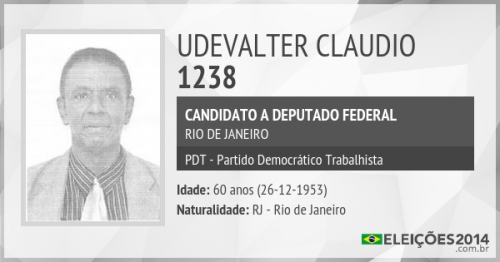 UDEVALTER CLAUDIO
1238
CANDIDATO A DEPUTADO FEDERAL
RIO DE JANEIRO
PDT - Partido Democrático Trabalhista
Idade: 60 anos (26-12-1953)
Naturalidade: RJ - Rio de Janeiro
ELEIÇÕES2014
.com.br